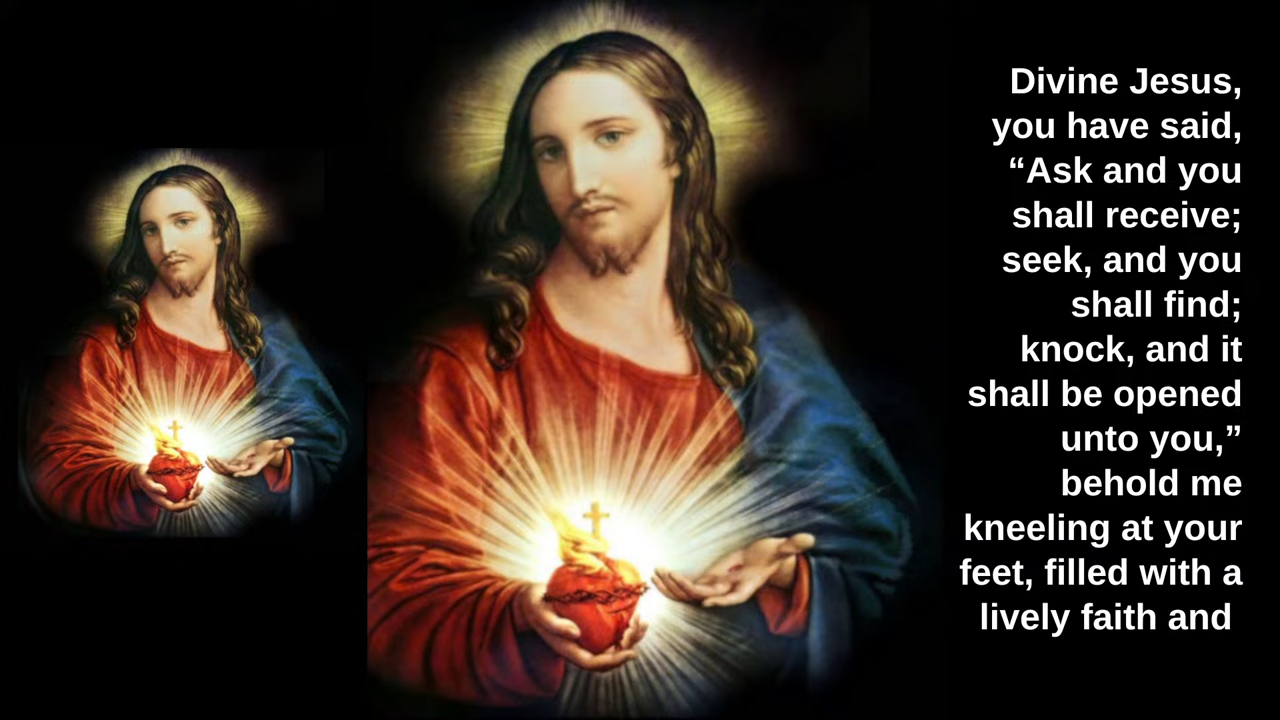 Divine Jesus,
you have said,
“Ask and you
shall receive;
seek, and you
shall find;
knock, and it
shall be opened
unto you,”
behold me
kneeling at your
feet, filled with a
lively faith and